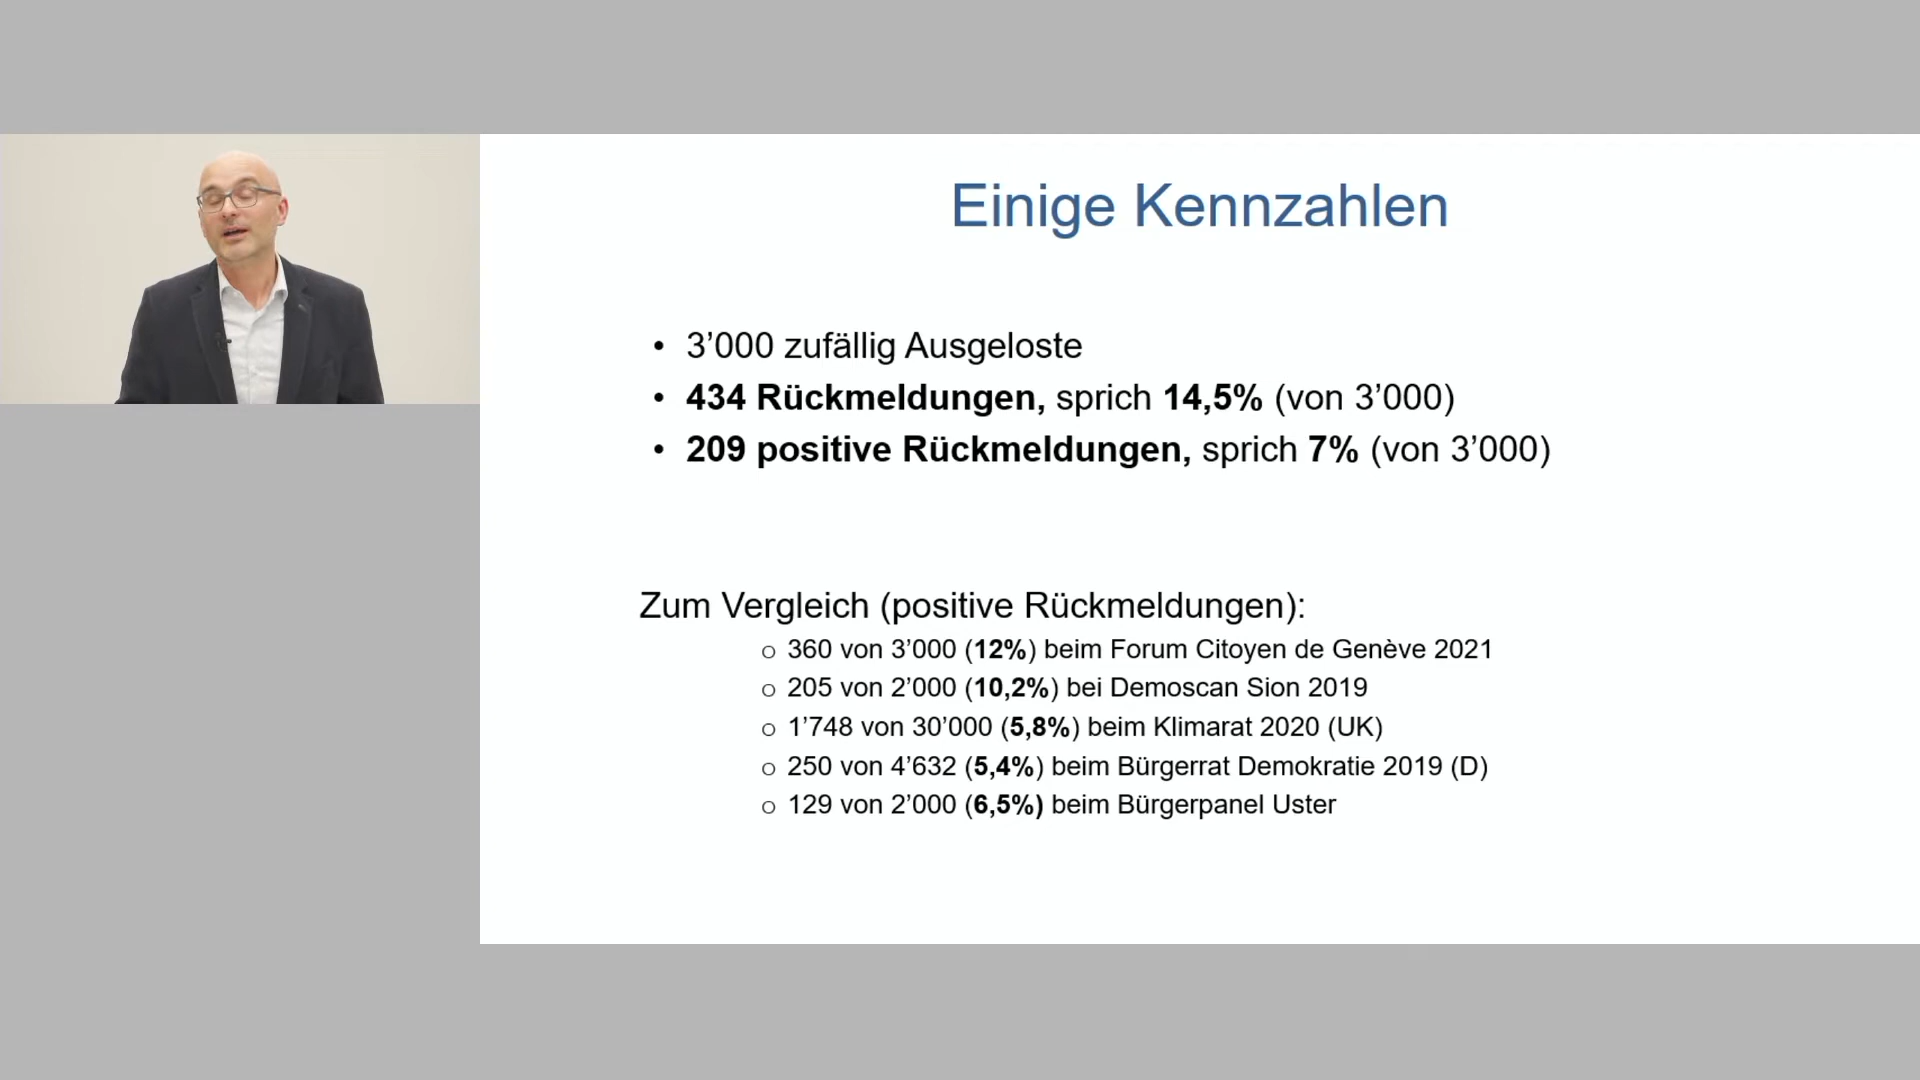 Einige Kennzahlen
• 3’000 zufällig Ausgeloste
• 434 Rückmeldungen, sprich 14,5% (von 3’000)
• 209 positive Rückmeldungen, sprich 7% (von 3’000)
Zum Vergleich (positive Rückmeldungen):
o 360 von 3’000 (12%) beim Forum Citoyen de Genève 2021
o 205 von 2’000 (10,2%) bei Demoscan Sion 2019
o 1’748 von 30’000 (5,8%) beim Klimarat 2020 (UK)
o 250 von 4’632 (5,4%) beim Bürgerrat Demokratie 2019 (D)
o 129 von 2’000 (6,5%) beim Bürgerpanel Uster